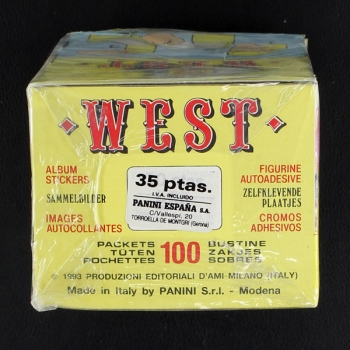 WEST
ALBUM
STICKERS
SAMMELBILDER
IMAGES
AUTOCOLLANTES
35 ptas.
I.V.A. INCLUIDO
PANINI ESPAÑA S.A.
C/Vallespí, 20
TORROELLA DE MONTGRI (Gerona)
FIGURINE
AUTOADESIVE
ZELFKLEVENDE
PLAATJES
CROMOS
ADHESIVOS
PACKETS
TÜTEN
POCHETTES
100
BUSTINE
ZAKJES
SOBRES
© 1993 PRODUZIONI EDITORIALI D'AMI-MILANO (ITALY)
Made in Italy by PANINI S.r.l. - Modena